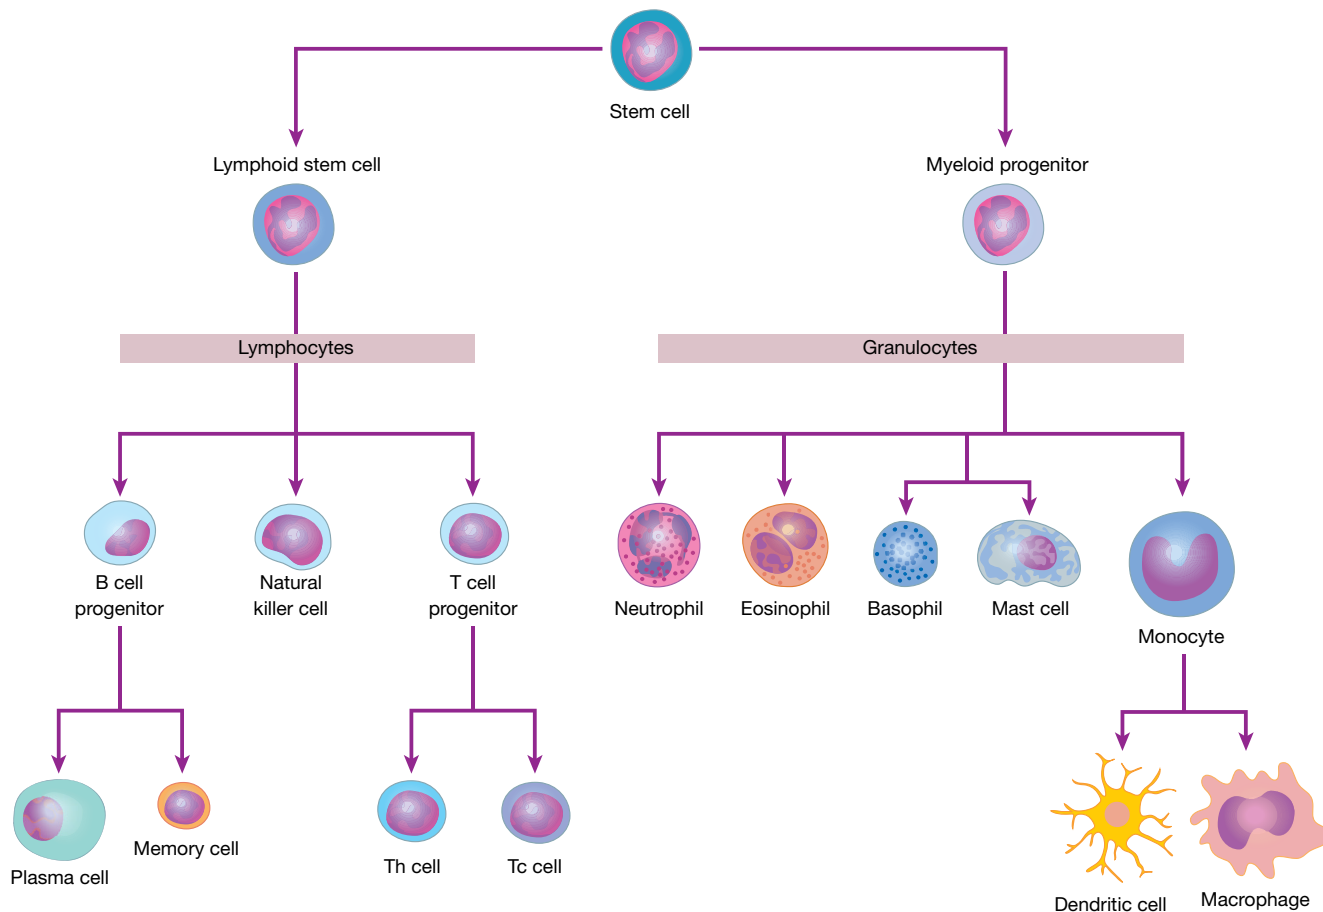 Stem cell
Lymphoid stem cell
Myeloid progenitor
Lymphocytes
Granulocytes
B cell
progenitor
Natural
killer cell
T cell
progenitor
Neutrophil
Eosinophil
Basophil
Mast cell
Monocyte
Plasma cell
Memory cell
Th cell
Tc cell
Dendritic cell
Macrophage